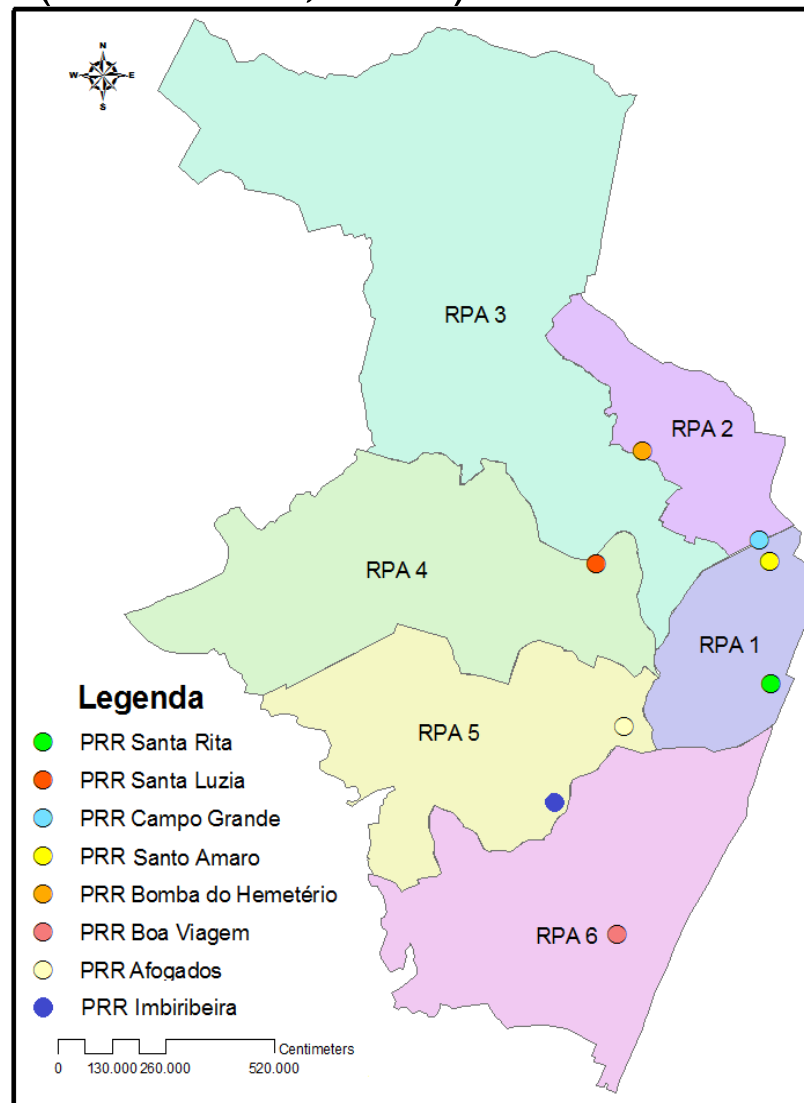 N
W E
S
RPA 3
RPA 2
RPA 4
RPA 1
RPA 5
RPA 6
Legenda
PRR Santa Rita
PRR Santa Luzia
PRR Campo Grande
PRR Santo Amaro
PRR Bomba do Hemetério
PRR Boa Viagem
PRR Afogados
PRR Imbiribeira
Centimeters
0 130.000 260.000 520.000